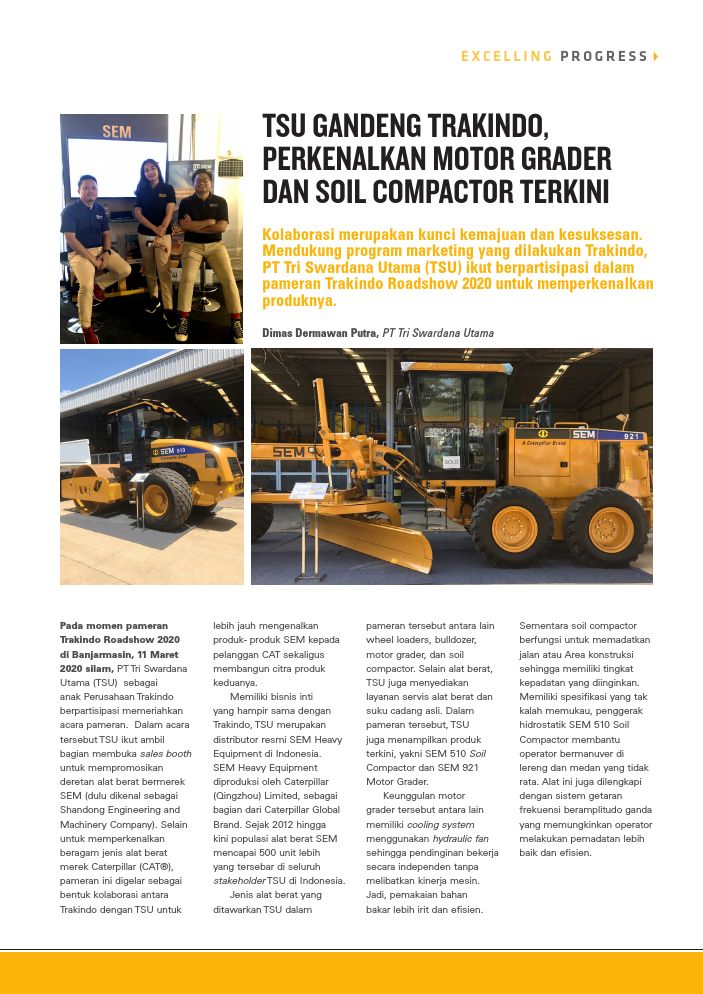 EXCELLING PROGRESS
SEM
SEM
TSU GANDENG TRAKINDO,
PERKENALKAN MOTOR GRADER
DAN SOIL COMPACTOR TERKINI
Kolaborasi merupakan kunci kemajuan dan kesuksesan.
Mendukung program marketing yang dilakukan Trakindo,
PT Tri Swardana Utama (TSU) ikut berpartisipasi dalam
pameran Trakindo Roadshow 2020 untuk memperkenalkan
produknya.
Dimas Dermawan Putra, PT Tri Swardana Utama
SEM 510
SEM
SOLD
A Caterpillar Brand
SEM 921
Pada momen pameran
Trakindo Roadshow 2020
di Banjarmasin, 11 Maret
2020 silam, PT Tri Swardana
Utama (TSU)  sebagai
anak Perusahaan Trakindo
berpartisipasi memeriahkan
acara pameran.  Dalam acara
tersebut TSU ikut ambil
bagian membuka sales booth
untuk mempromosikan
deretan alat berat bermerek
SEM (dulu dikenal sebagai
Shandong Engineering and
Machinery Company). Selain
untuk memperkenalkan
beragam jenis alat berat
merek Caterpillar (CAT®),
pameran ini digelar sebagai
bentuk kolaborasi antara
Trakindo dengan TSU untuk
lebih jauh mengenalkan
produk- produk SEM kepada
pelanggan CAT sekaligus
membangun citra produk
keduanya.
Memiliki bisnis inti
yang hampir sama dengan
Trakindo, TSU merupakan
distributor resmi SEM Heavy
Equipment di Indonesia.
SEM Heavy Equipment
diproduksi oleh Caterpillar
(Qingzhou) Limited, sebagai
bagian dari Caterpillar Global
Brand. Sejak 2012 hingga
kini populasi alat berat SEM
mencapai 500 unit lebih
yang tersebar di seluruh
stakeholder TSU di Indonesia.
Jenis alat berat yang
ditawarkan TSU dalam
pameran tersebut antara lain
wheel loaders, bulldozer,
motor grader, dan soil
compactor. Selain alat berat,
TSU juga menyediakan
layanan servis alat berat dan
suku cadang asli. Dalam
pameran tersebut, TSU
juga menampilkan produk
terkini, yakni SEM 510 Soil
Compactor dan SEM 921
Motor Grader.
Keunggulan motor
grader tersebut antara lain
memiliki cooling system
menggunakan hydraulic fan
sehingga pendinginan bekerja
secara independen tanpa
melibatkan kinerja mesin.
Jadi, pemakaian bahan
bakar lebih irit dan efisien.
Sementara soil compactor
berfungsi untuk memadatkan
jalan atau Area konstruksi
sehingga memiliki tingkat
kepadatan yang diinginkan.
Memiliki spesifikasi yang tak
kalah memukau, penggerak
hidrostatik SEM 510 Soil
Compactor membantu
operator bermanuver di
lereng dan medan yang tidak
rata. Alat ini juga dilengkapi
dengan sistem getaran
frekuensi beramplitudo ganda
yang memungkinkan operator
melakukan pemadatan lebih
baik dan efisien.